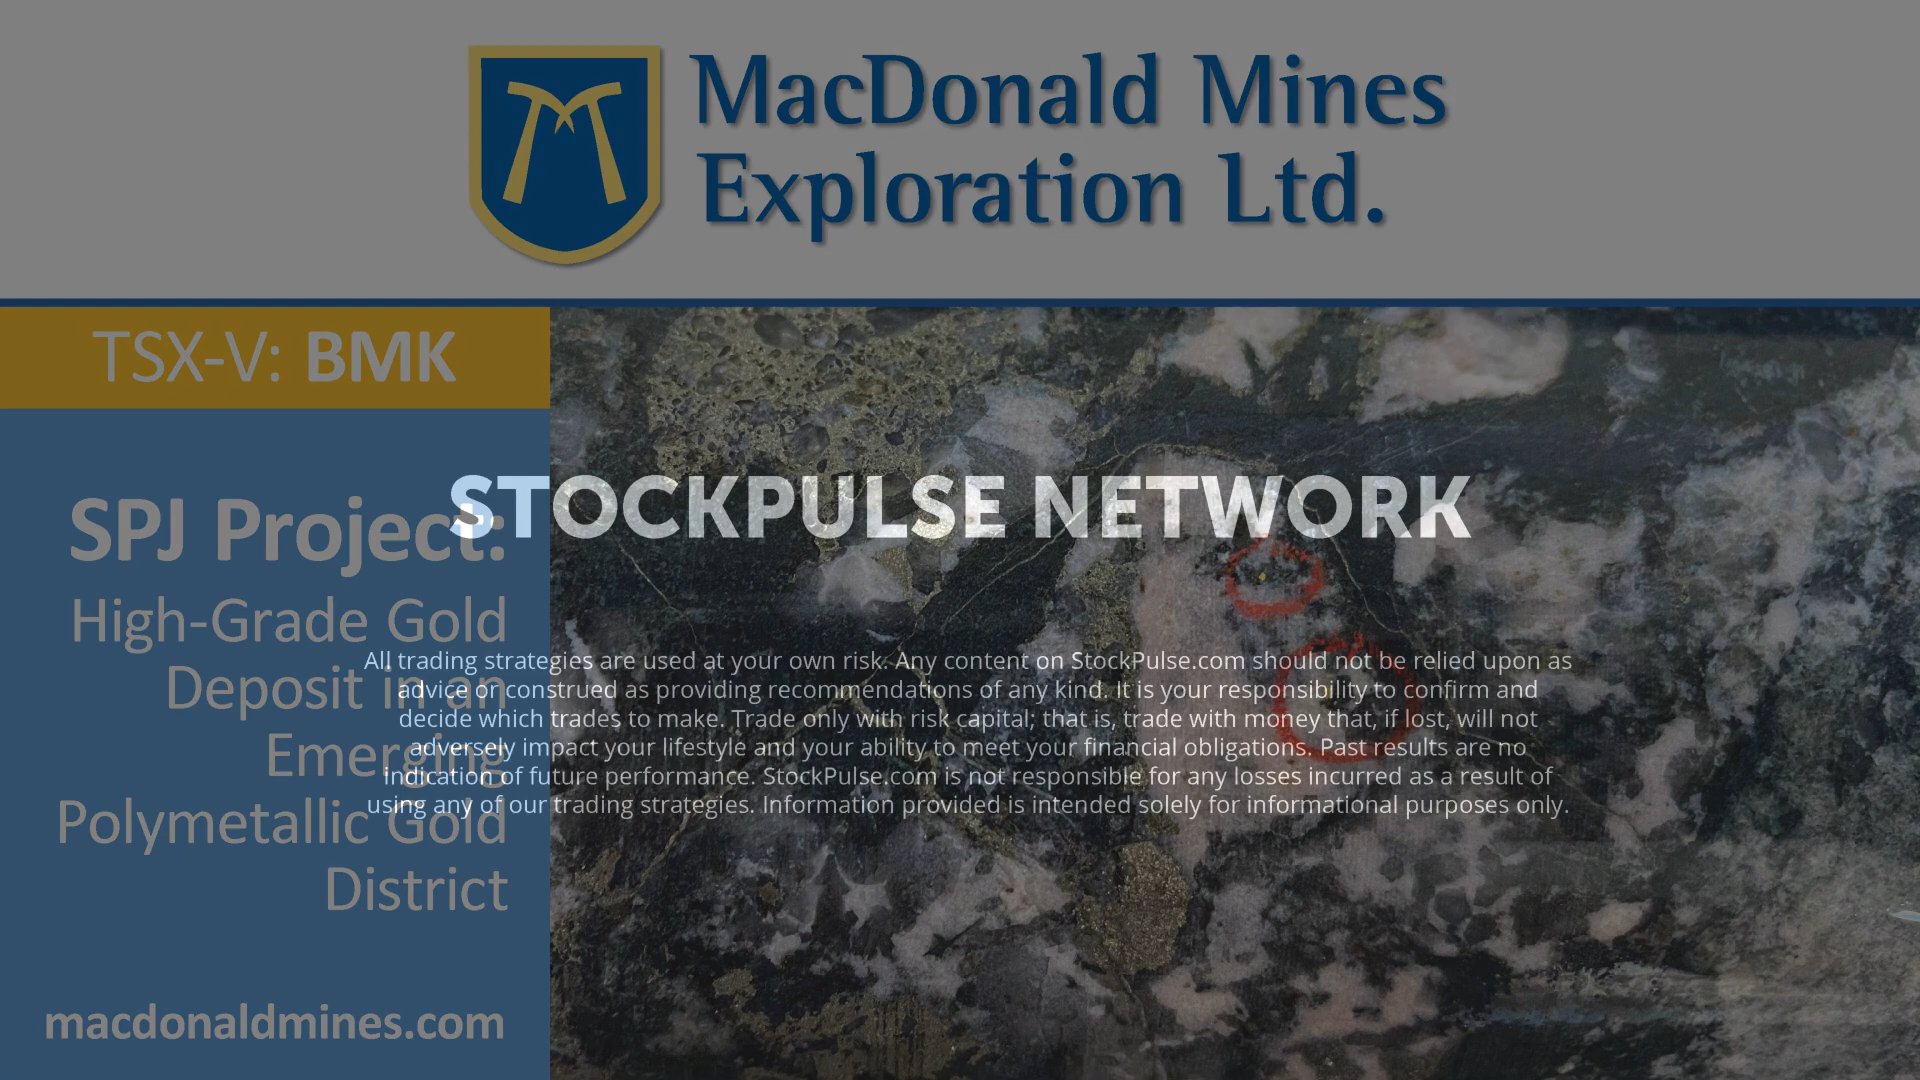 MacDonald Mines
Exploration Ltd.
TSX-V: BMK
SPJ Project:
High-Grade Gold
Deposit in an
Emerging
Polymetallic Gold
District
macdonaldmines.com
STOCKPULSE NETWORK
All trading strategies are used at your own risk. Any content on StockPulse.com should not be relied upon as
advice or construed as providing recommendations of any kind. It is your responsibility to confirm and
decide which trades to make. Trade only with risk capital; that is, trade with money that, if lost, will not
adversely impact your lifestyle and your ability to meet your financial obligations. Past results are no
indication of future performance. StockPulse.com is not responsible for any losses incurred as a result of
using any of our trading strategies. Information provided is intended solely for informational purposes only.